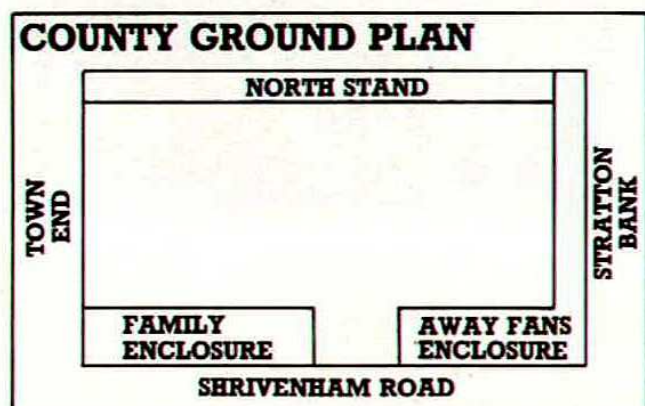 COUNTY GROUND PLAN
NORTH STAND
TOWN
END
STRATTON
BANK
FAMILY
ENCLOSURE
AWAY FANS
ENCLOSURE
SHRIVENHAM ROAD